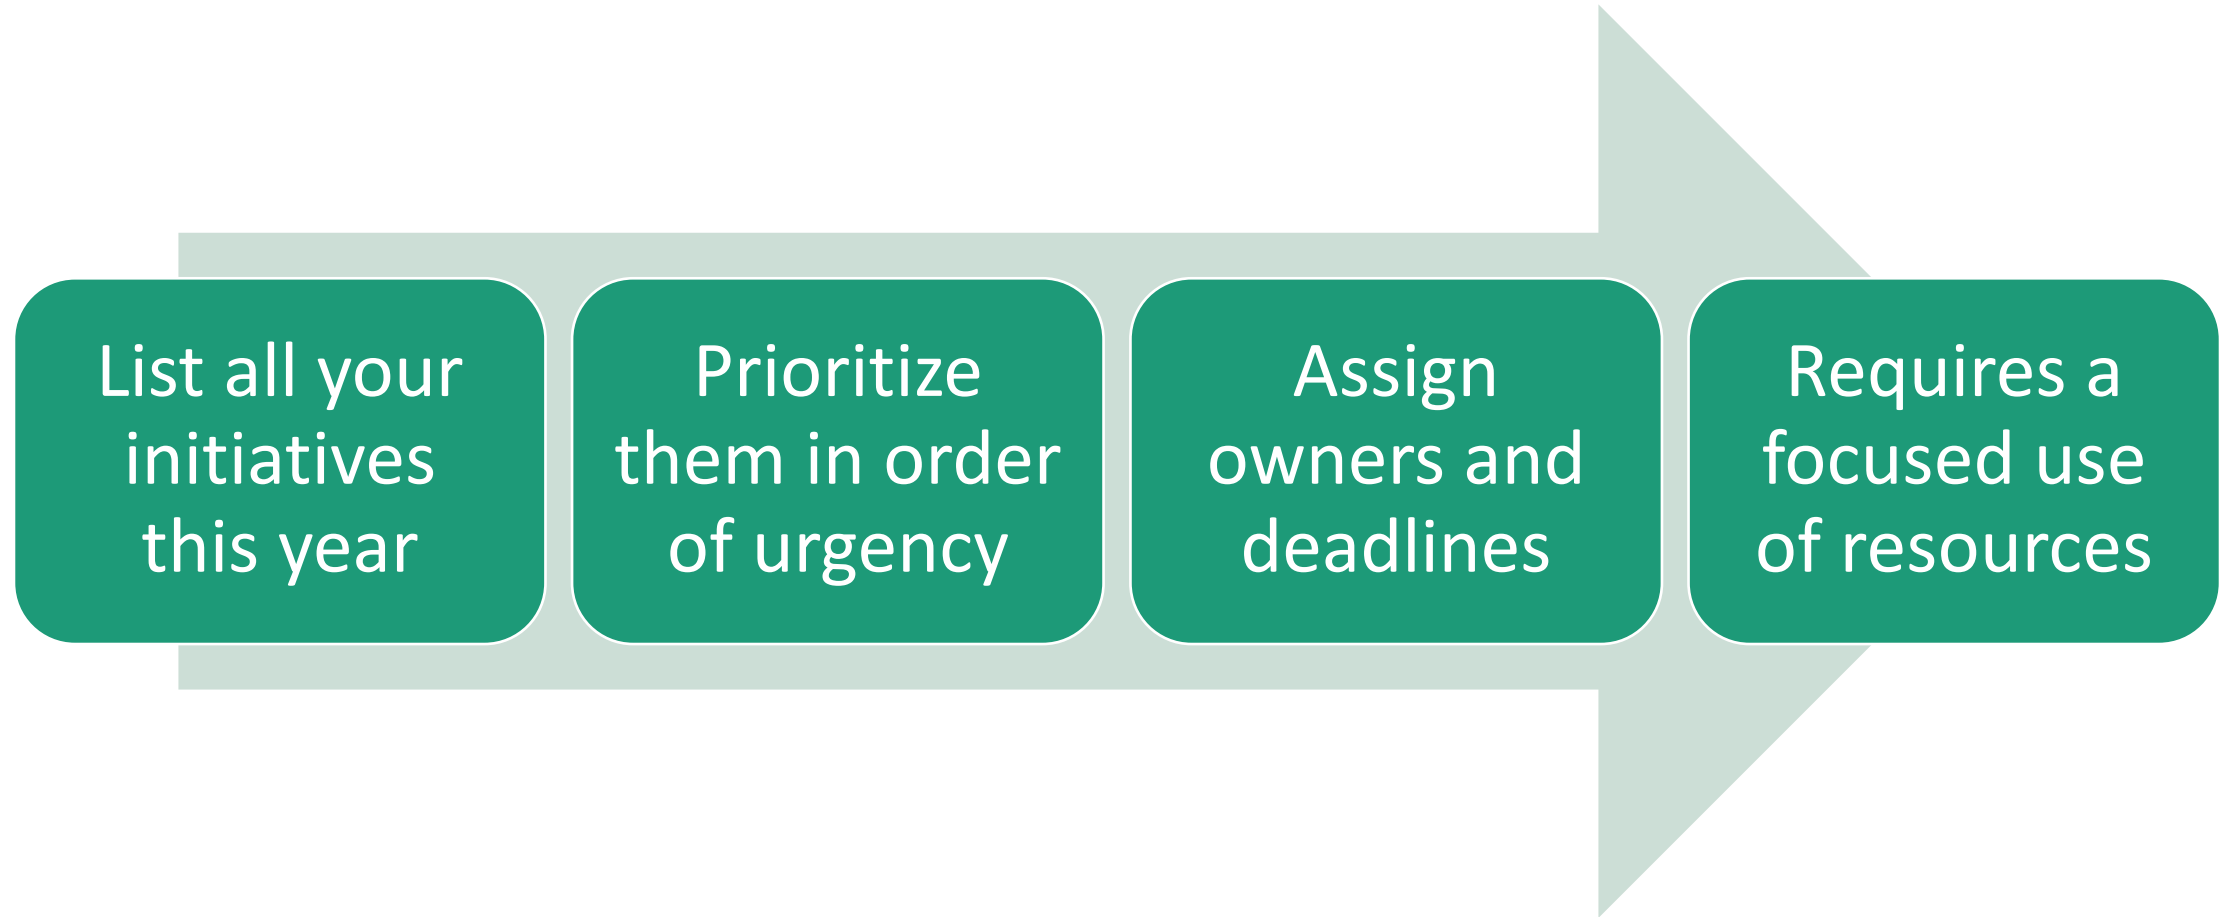 List all your
initiatives
this year
Prioritize
them in order
of urgency
Assign
owners and
deadlines
Requires a
focused use
of resources